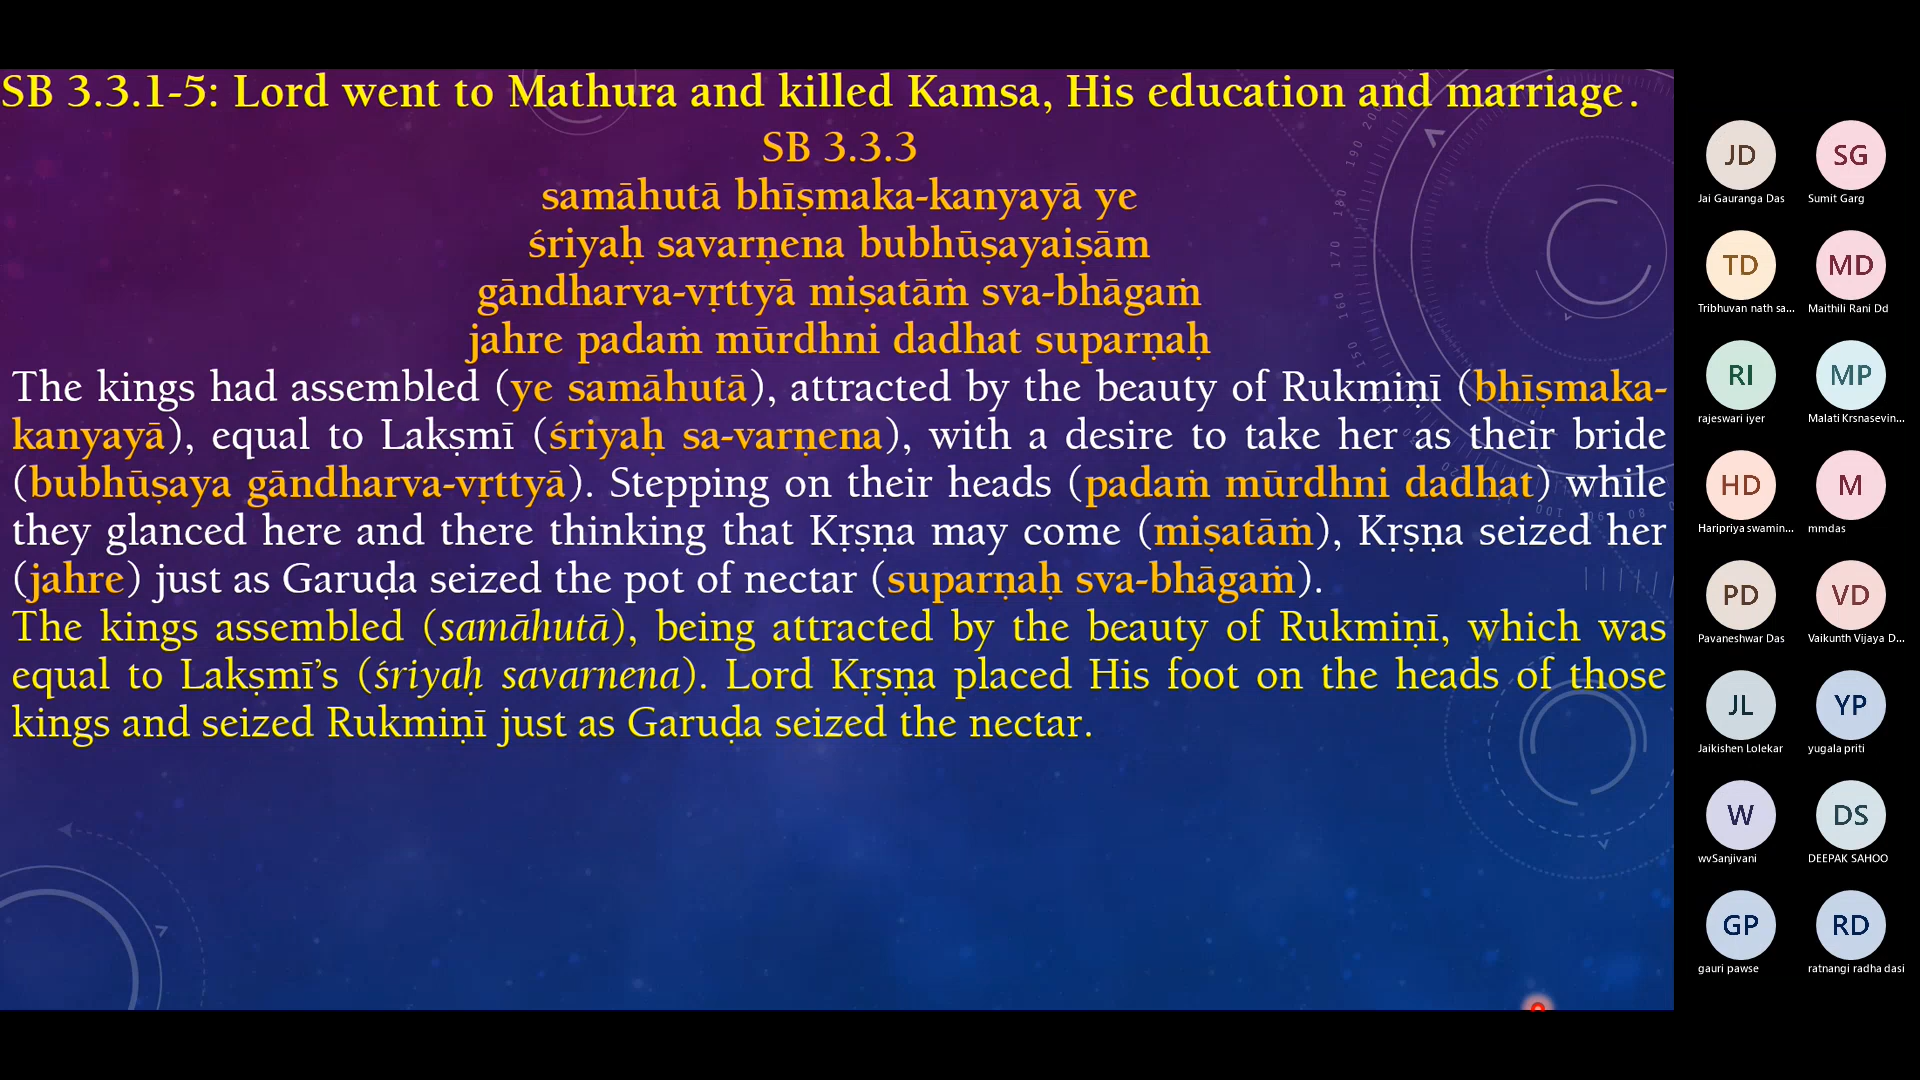 SB 3.3.1-5: Lord went to Mathura and killed Kamsa, His education and marriage.
SB 3.3.3
samāhutā bhīṣmaka-kanyayā ye
śriyaḥ savarṇena bubhūṣayaiṣām
gāndharva-vṛttyā miṣatāṁ sva-bhāgaṁ
jahre padaṁ mūrdhni dadhat suparṇaḥ
The kings had assembled (ye samāhutā), attracted by the beauty of Rukmiṇī (bhīṣmaka-
kanyayā), equal to Lakṣmī (śriyaḥ sa-varṇena), with a desire to take her as their bride
(bubhūṣaya gāndharva-vṛttyā). Stepping on their heads (padaṁ mūrdhni dadhat) while
they glanced here and there thinking that Kṛṣṇa may come (miṣatāṁ), Kṛṣṇa seized her
(jahre) just as Garuḍa seized the pot of nectar (suparṇaḥ sva-bhāgaṁ).
The kings assembled (samāhutā), being attracted by the beauty of Rukmiṇī, which was
equal to Lakṣmī’s (śriyaḥ savarnena). Lord Kṛṣṇa placed His foot on the heads of those
kings and seized Rukmiṇī just as Garuḍa seized the nectar.
JD SG
Jai Gauranga Das Sumit Garg
TD MD
Tribhuvan nath sa... Maithili Rani Dd
RI MP
rajeswari iyer Malati Krsnasevin...
HD M
Haripriya swamin... mmdas
PD VD
Pavaneshwar Das Vaikunth Vijaya D...
JL YP
Jaikishen Lolekar yugala priti
W DS
wvSanjivani DEEPAK SAHOO
GP RD
gauri pawse ratnangi radha dasi